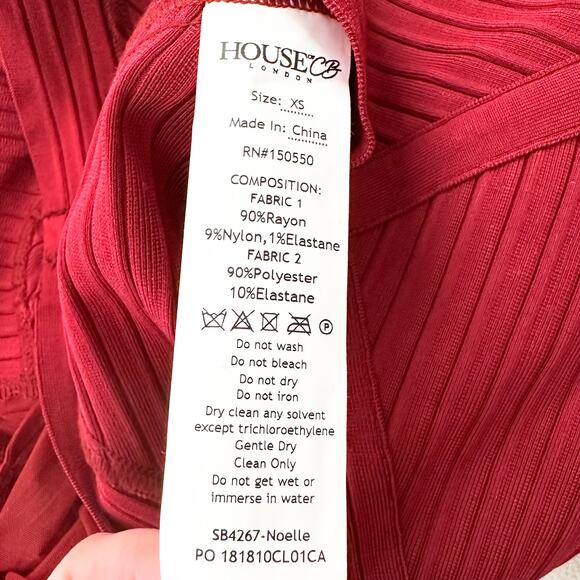 HOUSE OF CB
LONDON
Size: XS
Made In: China
RN#150550
COMPOSITION:
FABRIC 1
90%Rayon
9%Nylon,1%Elastane
FABRIC 2
90%Polyester
10%Elastane
P
Do not wash
Do not bleach
Do not dry
Do not iron
Dry clean any solvent
except trichloroethylene
Gentle Dry
Clean Only
Do not get wet or
immerse in water
SB4267-Noelle
PO 181810CL01CA